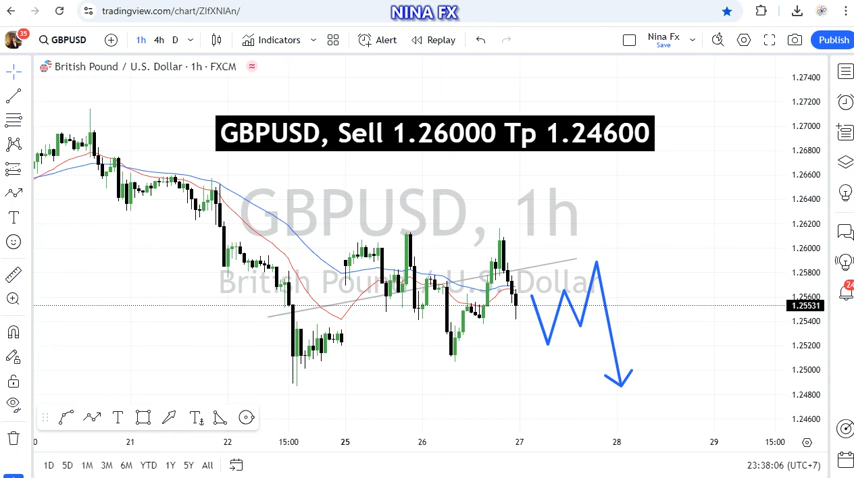 NINA FX
tradingview.com/chart/ZIfXNIAn/
35
GBPUSD
1h 4h D
Indicators
Alert
Replay
Nina Fx
Save
Publish
British Pound / U.S. Dollar · 1h · FXCM
GBPUSD, Sell 1.26000 Tp 1.24600
GBPUSD, 1h
British Pound / U.S. Dollar
1.27400
1.27200
1.27000
1.26800
1.26600
1.26400
1.26200
1.26000
1.25800
1.25600
1.25531
1.25400
1.25200
1.25000
1.24800
1.24600
24
21 22 15:00 25 26 27 28 29 15:00
1D 5D 1M 3M 6M YTD 1Y 5Y All
23:38:06 (UTC+7)